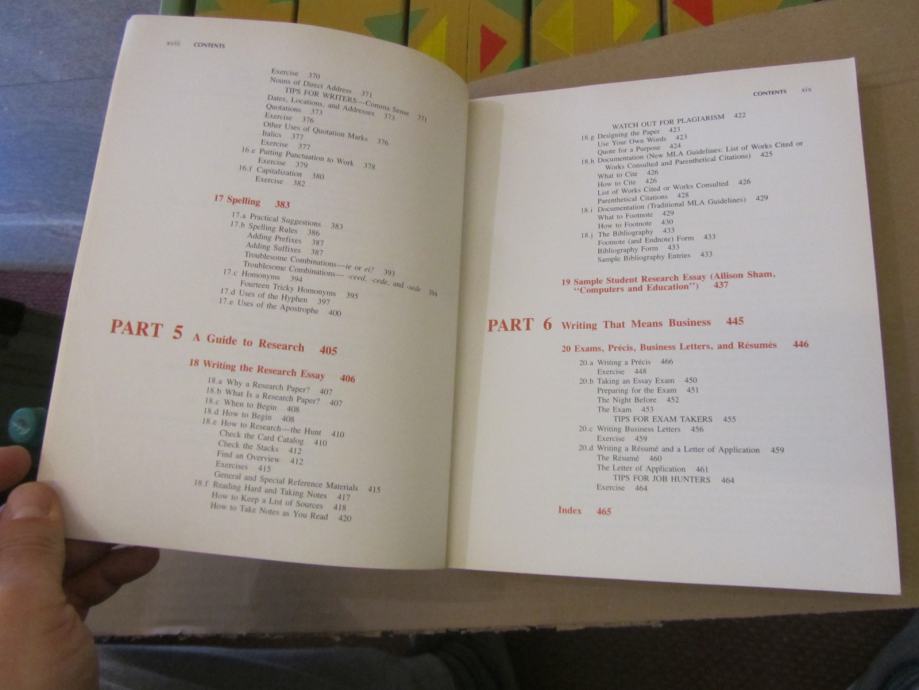 xviii CONTENTS
Exercise 370
Nouns of Direct Address 371
TIPS FOR WRITERS—Comma Sense 371
Dates, Locations, and Addresses 373
Quotations 373
Exercise 376
Other Uses of Quotation Marks 376
Italics 377
Exercise 377
16.e Putting Punctuation to Work 378
Exercise 379
16.f Capitalization 380
Exercise 382
17 Spelling 383
17.a Practical Suggestions 383
17.b Spelling Rules 386
Adding Prefixes 387
Adding Suffixes 387
Troublesome Combinations—ie or ei? 393
Troublesome Combinations— -ceed, -cede, and -sede 394
17.c Homonyms 394
Fourteen Tricky Homonyms 395
17.d Uses of the Hyphen 397
17.e Uses of the Apostrophe 400
PART 5 A Guide to Research 405
18 Writing the Research Essay 406
18.a Why a Research Paper? 407
18.b What Is a Research Paper? 407
18.c When to Begin 408
18.d How to Begin 408
18.e How to Research—the Hunt 410
Check the Card Catalog 410
Check the Stacks 412
Find an Overview 412
Exercises 415
General and Special Reference Materials 415
18.f Reading Hard and Taking Notes 417
How to Keep a List of Sources 418
How to Take Notes as You Read 420
CONTENTS xix
WATCH OUT FOR PLAGIARISM 422
18.g Designing the Paper 423
Use Your Own Words 423
Quote for a Purpose 424
18.h Documentation (New MLA Guidelines: List of Works Cited or
Works Consulted and Parenthetical Citations) 425
What to Cite 426
How to Cite 426
List of Works Cited or Works Consulted 426
Parenthetical Citations 428
18.i Documentation (Traditional MLA Guidelines) 429
What to Footnote 429
How to Footnote 430
18.j The Bibliography 433
Footnote (and Endnote) Form 433
Bibliography Form 433
Sample Bibliography Entries 433
19 Sample Student Research Essay (Allison Sham,
“Computers and Education”) 437
PART 6 Writing That Means Business 445
20 Exams, Précis, Business Letters, and Résumés 446
20.a Writing a Précis 466
Exercise 448
20.b Taking an Essay Exam 450
Preparing for the Exam 451
The Night Before 452
The Exam 453
TIPS FOR EXAM TAKERS 455
20.c Writing Business Letters 456
Exercise 459
20.d Writing a Résumé and a Letter of Application 459
The Résumé 460
The Letter of Application 461
TIPS FOR JOB HUNTERS 464
Exercise 464
Index 465